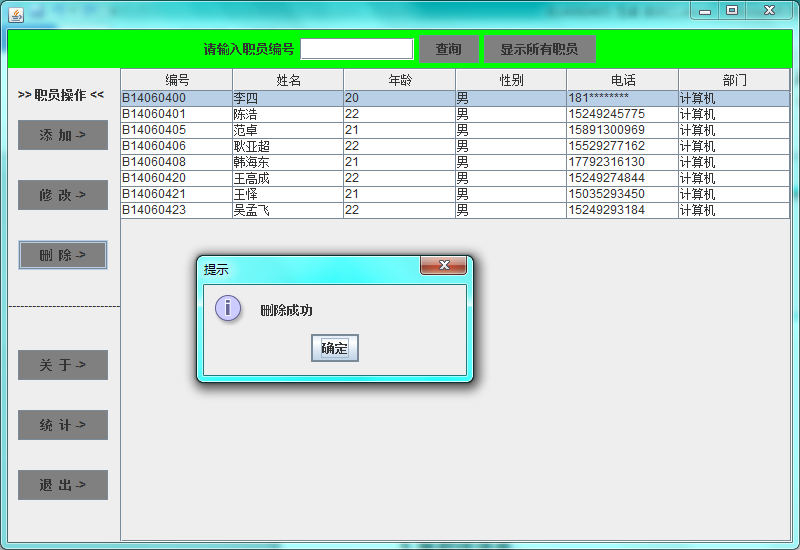 请输入职员编号 查询 显示所有职员
>> 职员操作 <<
添 加 ->
修 改 ->
删 除 ->
关 于 ->
统 计 ->
退 出 ->
编号 姓名 年龄 性别 电话 部门
B14060400 李四 20 男 181******** 计算机
B14060401 陈浩 22 男 15249245775 计算机
B14060405 范卓 21 男 15891300969 计算机
B14060406 耿亚超 22 男 15529277162 计算机
B14060408 韩海东 21 男 17792316130 计算机
B14060420 王高成 22 男 15249274844 计算机
B14060421 王怿 21 男 15035293450 计算机
B14060423 吴孟飞 22 男 15249293184 计算机
提示
删除成功
确定